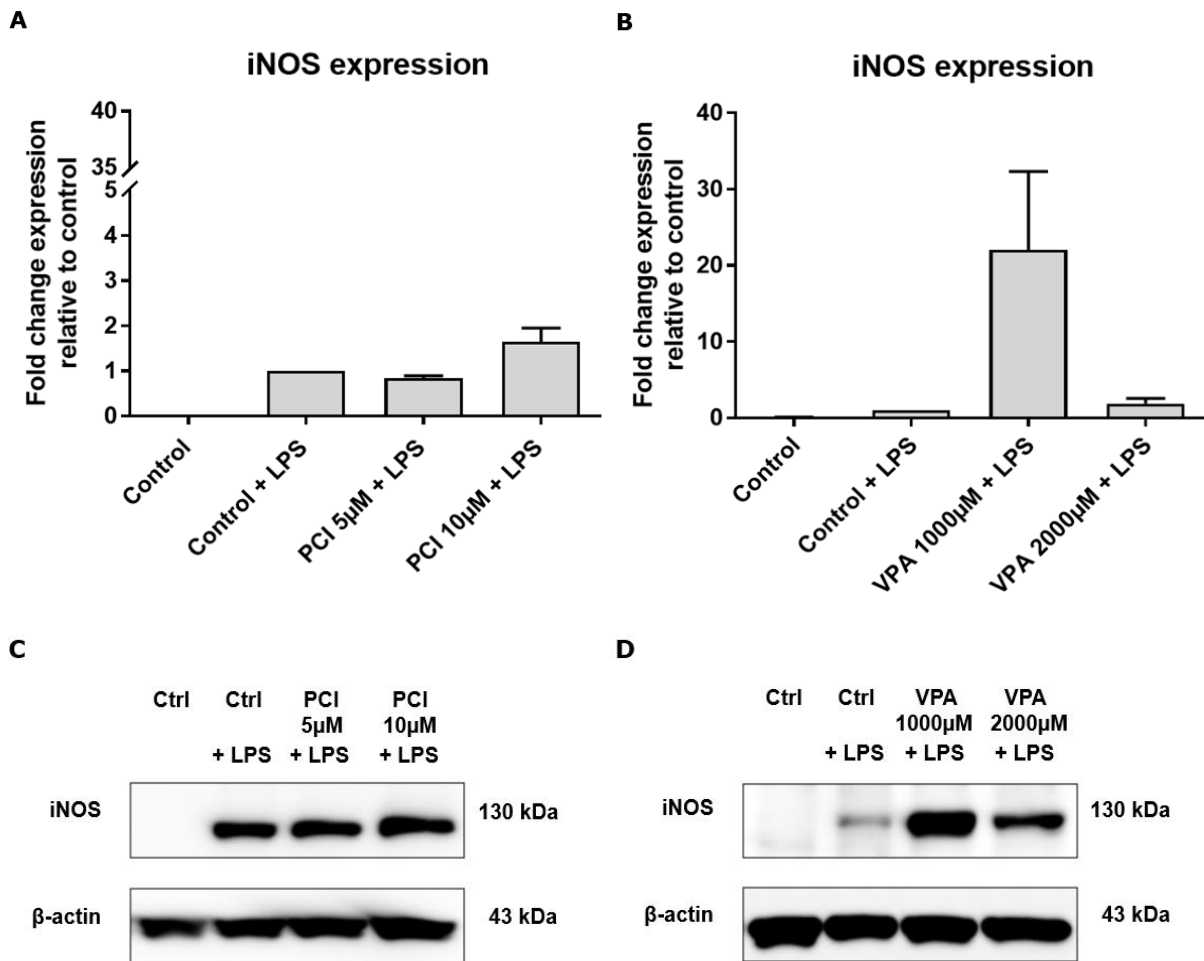 A
iNOS expression
Fold change expression
relative to control
40
35
5
4
3
2
1
0
Control
Control + LPS
PCI 5µM + LPS
PCI 10µM + LPS
B
iNOS expression
Fold change expression
relative to control
40
30
20
10
0
Control
Control + LPS
VPA 1000µM + LPS
VPA 2000µM + LPS
C
Ctrl Ctrl PCI PCI
5µM 10µM
+ LPS + LPS + LPS
iNOS 130 kDa
β-actin 43 kDa
D
Ctrl Ctrl VPA VPA
1000µM 2000µM
+ LPS + LPS + LPS
iNOS 130 kDa
β-actin 43 kDa